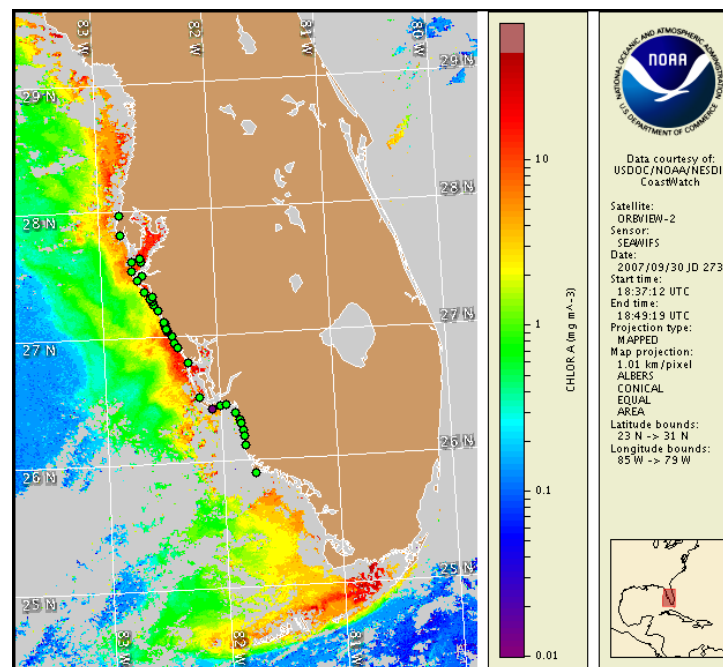 83 W
82 W
81 W
80 W
29 N
29 N
28 N
28 N
27 N
27 N
26 N
26 N
25 N
25 N
83 W
82 W
81 W
10
1
0.1
0.01
CHLOR A (mg m^-3)
NATIONAL OCEANIC AND ATMOSPHERIC ADMINISTRATION
NOAA
U.S. DEPARTMENT OF COMMERCE
Data courtesy of:
USDOC/NOAA/NESDI
CoastWatch
Satellite:
ORBVIEW-2
Sensor:
SEAWIFS
Date:
2007/09/30 JD 273
Start time:
18:37:12 UTC
End time:
18:49:19 UTC
Projection type:
MAPPED
Map projection:
1.01 km/pixel
ALBERS
CONICAL
EQUAL
AREA
Latitude bounds:
23 N -> 31 N
Longitude bounds:
85 W -> 79 W